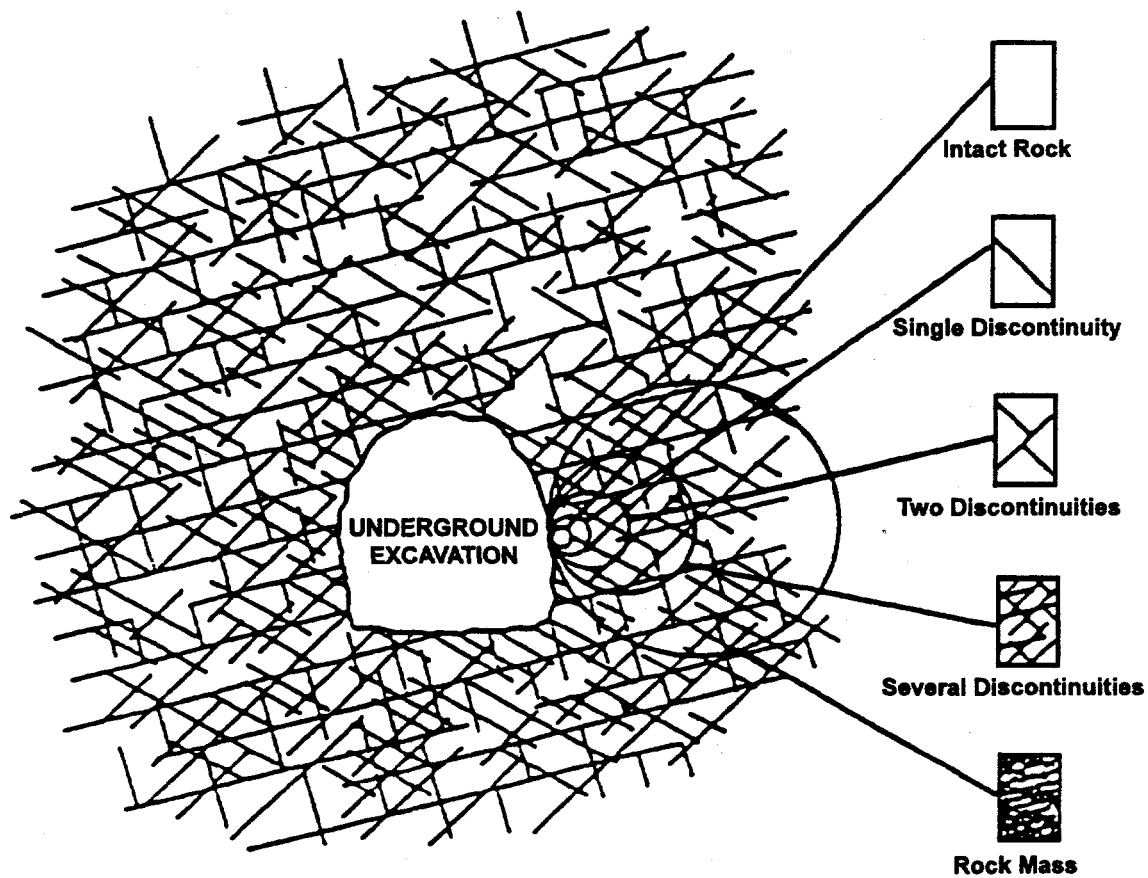 Intact Rock
Single Discontinuity
Two Discontinuities
UNDERGROUND
EXCAVATION
Several Discontinuities
Rock Mass